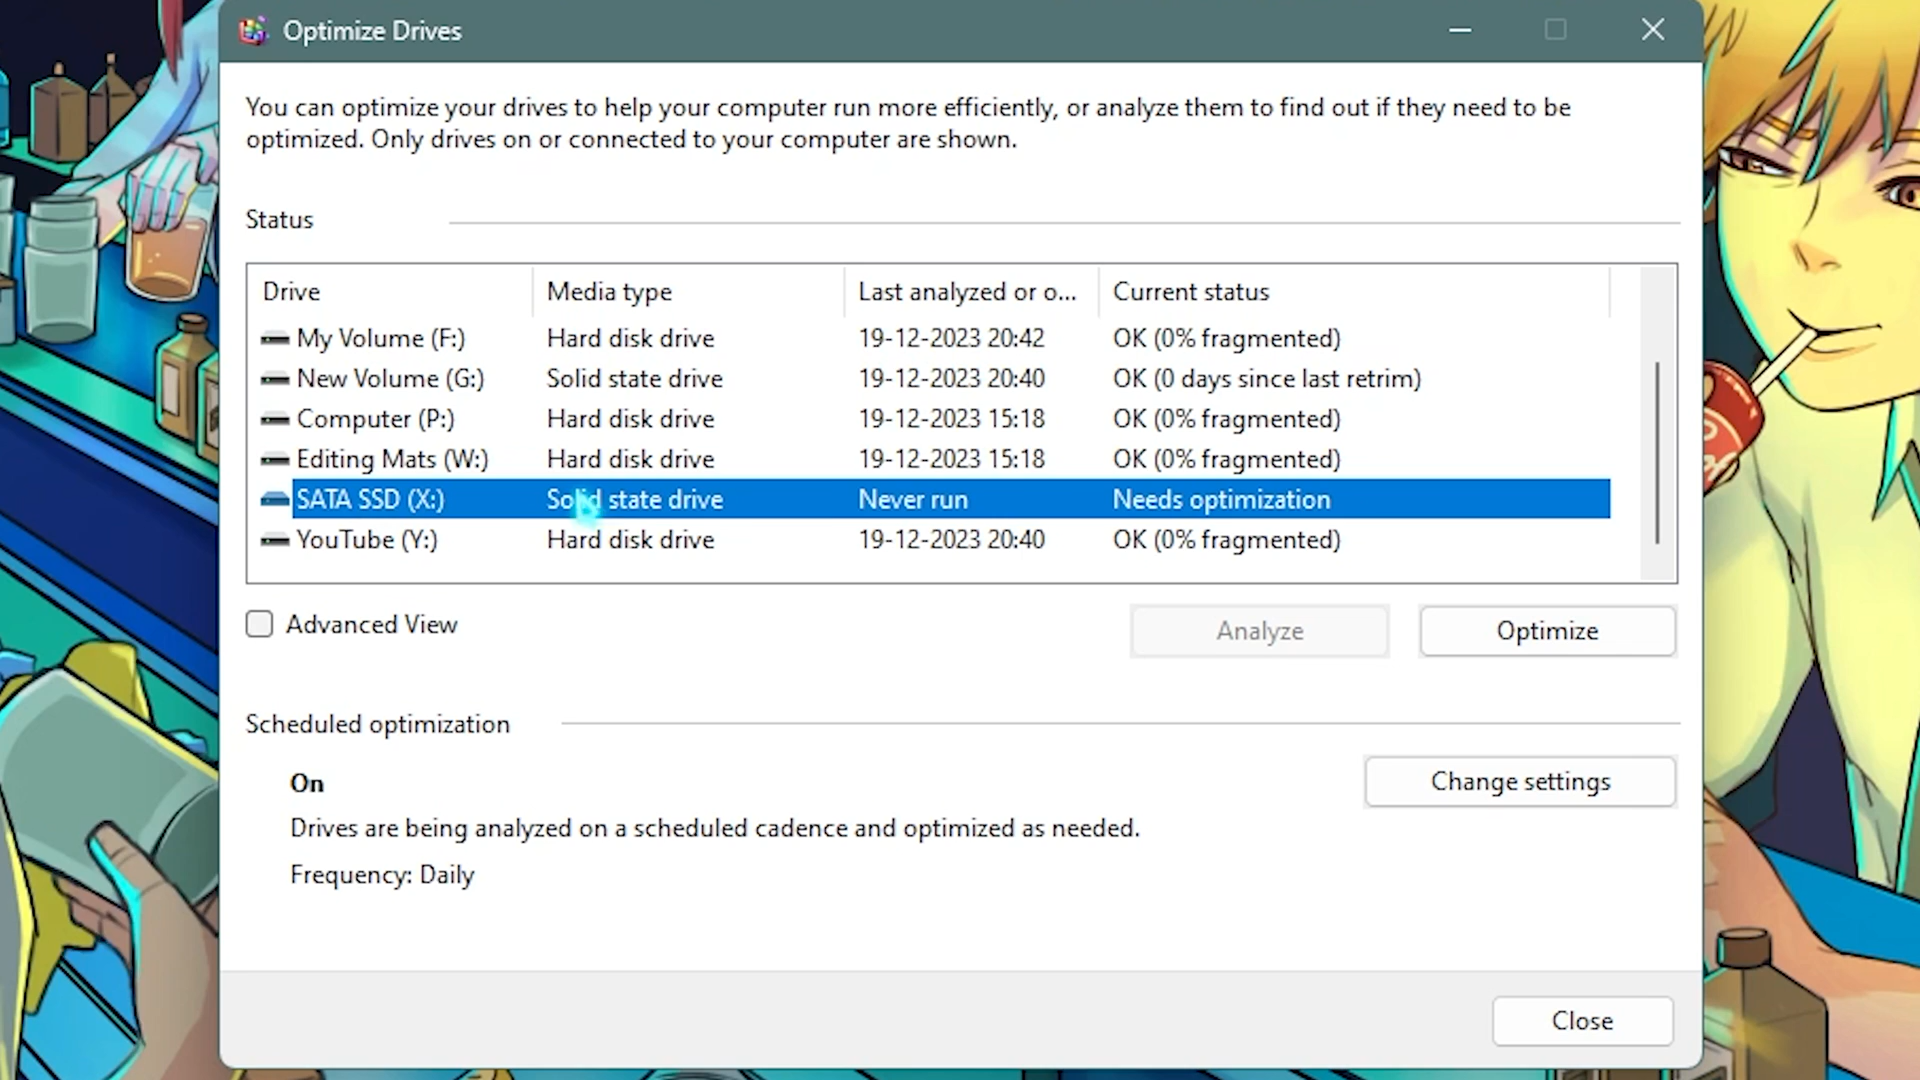 Optimize Drives
You can optimize your drives to help your computer run more efficiently, or analyze them to find out if they need to be
optimized. Only drives on or connected to your computer are shown.
Status
Drive Media type Last analyzed or o... Current status
My Volume (F:) Hard disk drive 19-12-2023 20:42 OK (0% fragmented)
New Volume (G:) Solid state drive 19-12-2023 20:40 OK (0 days since last retrim)
Computer (P:) Hard disk drive 19-12-2023 15:18 OK (0% fragmented)
Editing Mats (W:) Hard disk drive 19-12-2023 15:18 OK (0% fragmented)
SATA SSD (X:) Solid state drive Never run Needs optimization
YouTube (Y:) Hard disk drive 19-12-2023 20:40 OK (0% fragmented)
Advanced View Analyze Optimize
Scheduled optimization
On Change settings
Drives are being analyzed on a scheduled cadence and optimized as needed.
Frequency: Daily
Close